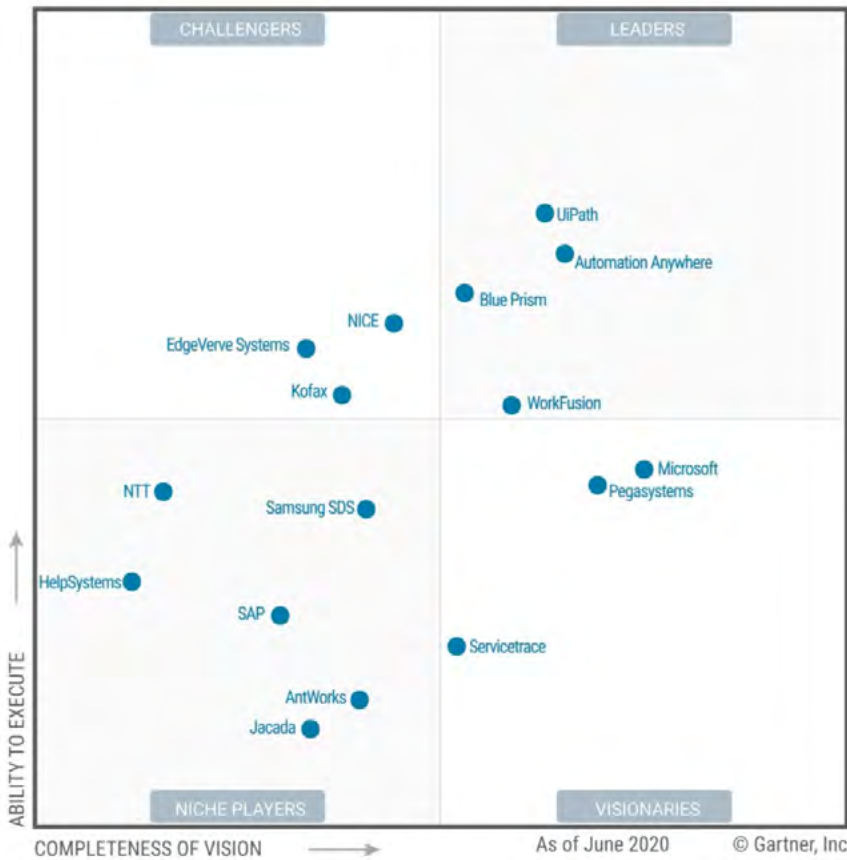 CHALLENGERS
LEADERS
UiPath
Automation Anywhere
Blue Prism
NICE
EdgeVerve Systems
Kofax
WorkFusion
Microsoft
Pegasystems
NTT
Samsung SDS
HelpSystems
SAP
Servicetrace
AntWorks
Jacada
NICHE PLAYERS
VISIONARIES
ABILITY TO EXECUTE
COMPLETENESS OF VISION
As of June 2020
© Gartner, Inc